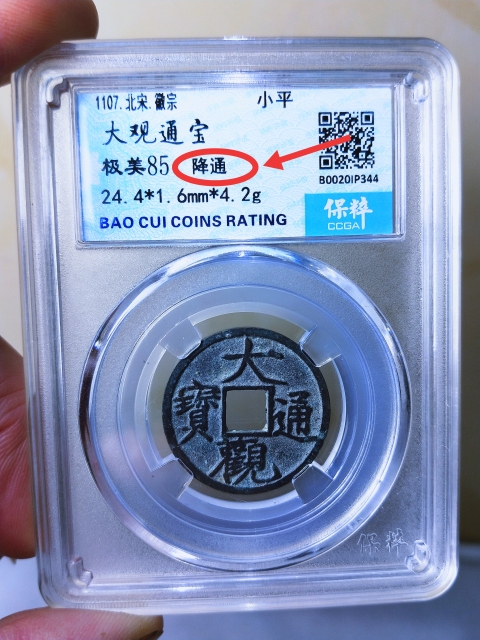 1107.北宋.徽宗 小平
大观通宝
极美85 降通
B0020IP344
24.4*1.6mm*4.2g
保粹
CCGA
BAO CUI COINS RATING
大
寶 通
觀
保粹